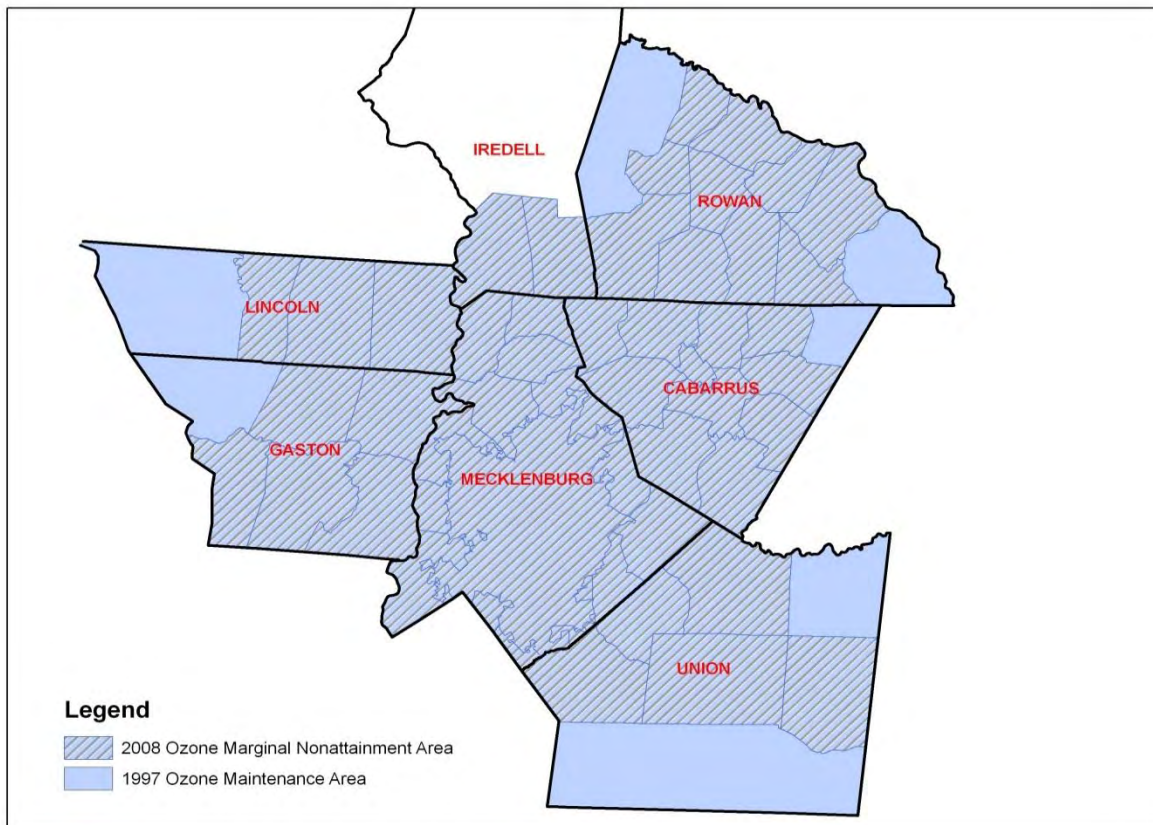 IREDELL
ROWAN
LINCOLN
CABARRUS
GASTON
MECKLENBURG
UNION
Legend
2008 Ozone Marginal Nonattainment Area
1997 Ozone Maintenance Area